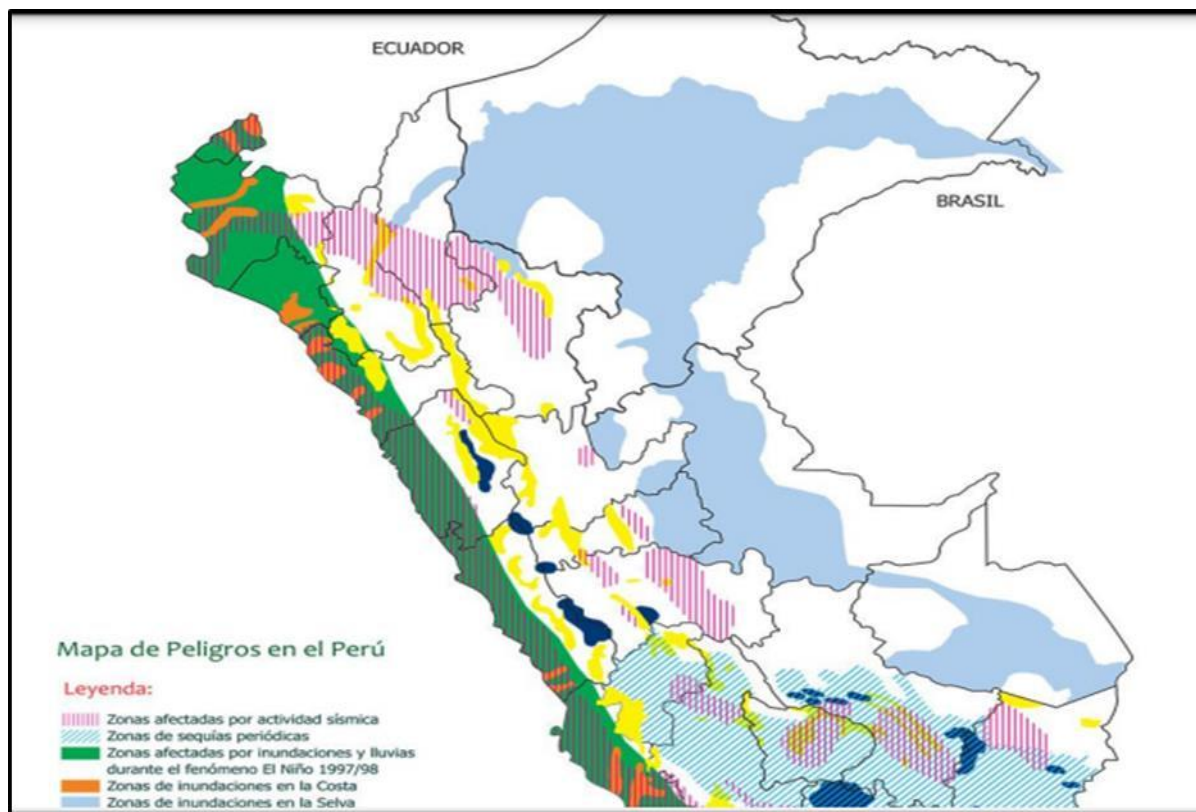 ECUADOR
BRASIL
Mapa de Peligros en el Perú
Leyenda:
Zonas afectadas por actividad sísmica
Zonas de sequías periódicas
Zonas afectadas por inundaciones y lluvias
durante el fenómeno El Niño 1997/98
Zonas de inundaciones en la Costa
Zonas de inundaciones en la Selva